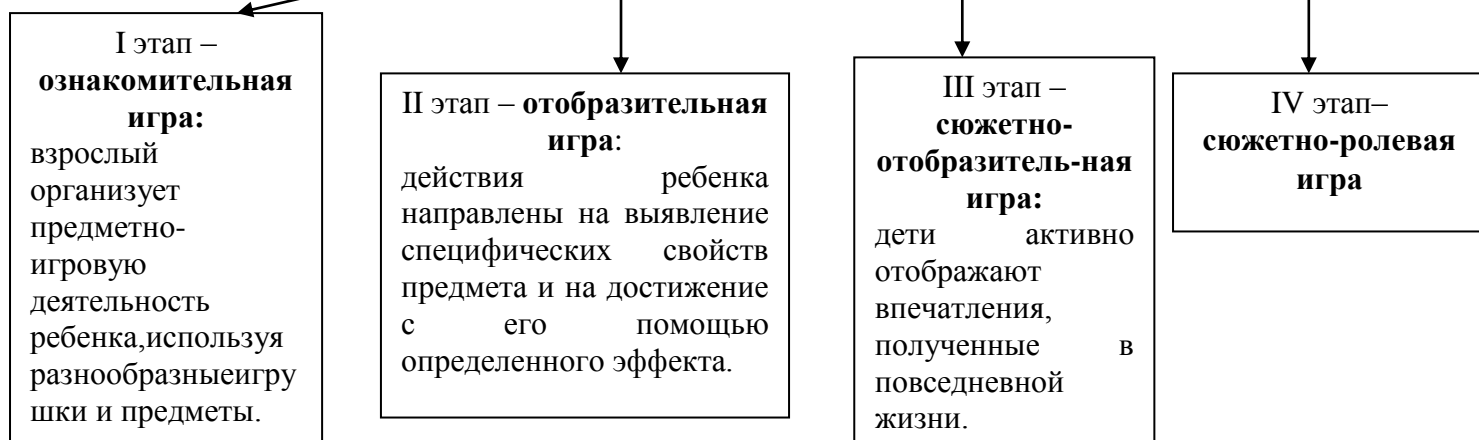 I этап –
ознакомительная
игра:
взрослый
организует
предметно-
игровую
деятельность
ребенка,используя
разнообразныеигру
шки и предметы.
II этап – отобразительная
игра:
действия ребенка
направлены на выявление
специфических свойств
предмета и на достижение
с его помощью
определенного эффекта.
III этап –
сюжетно-
отобразитель-ная
игра:
дети активно
отображают
впечатления,
полученные в
повседневной
жизни.
IV этап–
сюжетно-ролевая
игра